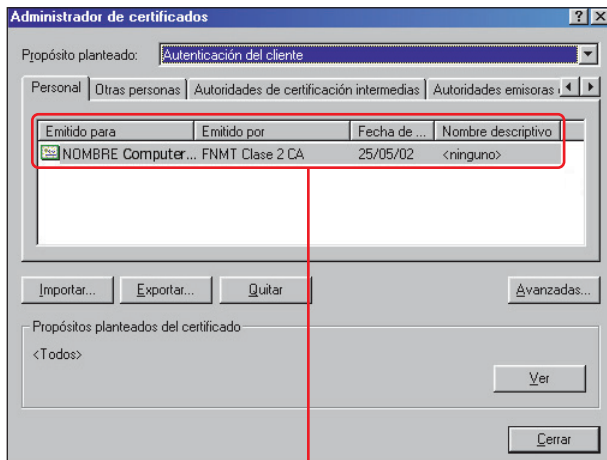 Administrador de certificados
Propósito planteado: Autenticación del cliente
Personal Otras personas Autoridades de certificación intermedias Autoridades emisoras
Emitido para Emitido por Fecha de ... Nombre descriptivo
NOMBRE Computer... FNMT Clase 2 CA 25/05/02 <ninguno>
Importar... Exportar... Quitar Avanzadas...
Propósitos planteados del certificado
<Todos>
Ver
Cerrar